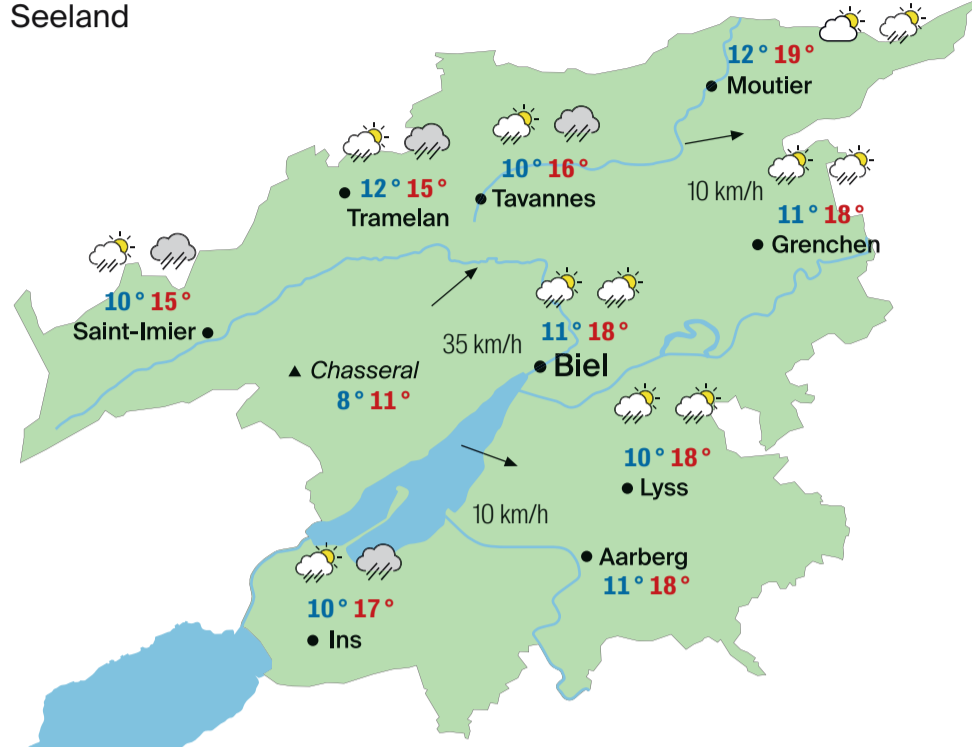 Seeland
12° 19°
Moutier
12° 15°
Tramelan
10° 16°
Tavannes
10 km/h
11° 18°
Grenchen
10° 15°
Saint-Imier
11° 18°
35 km/h
Biel
Chasseral
8° 11°
10° 18°
Lyss
10 km/h
Aarberg
11° 18°
10° 17°
Ins